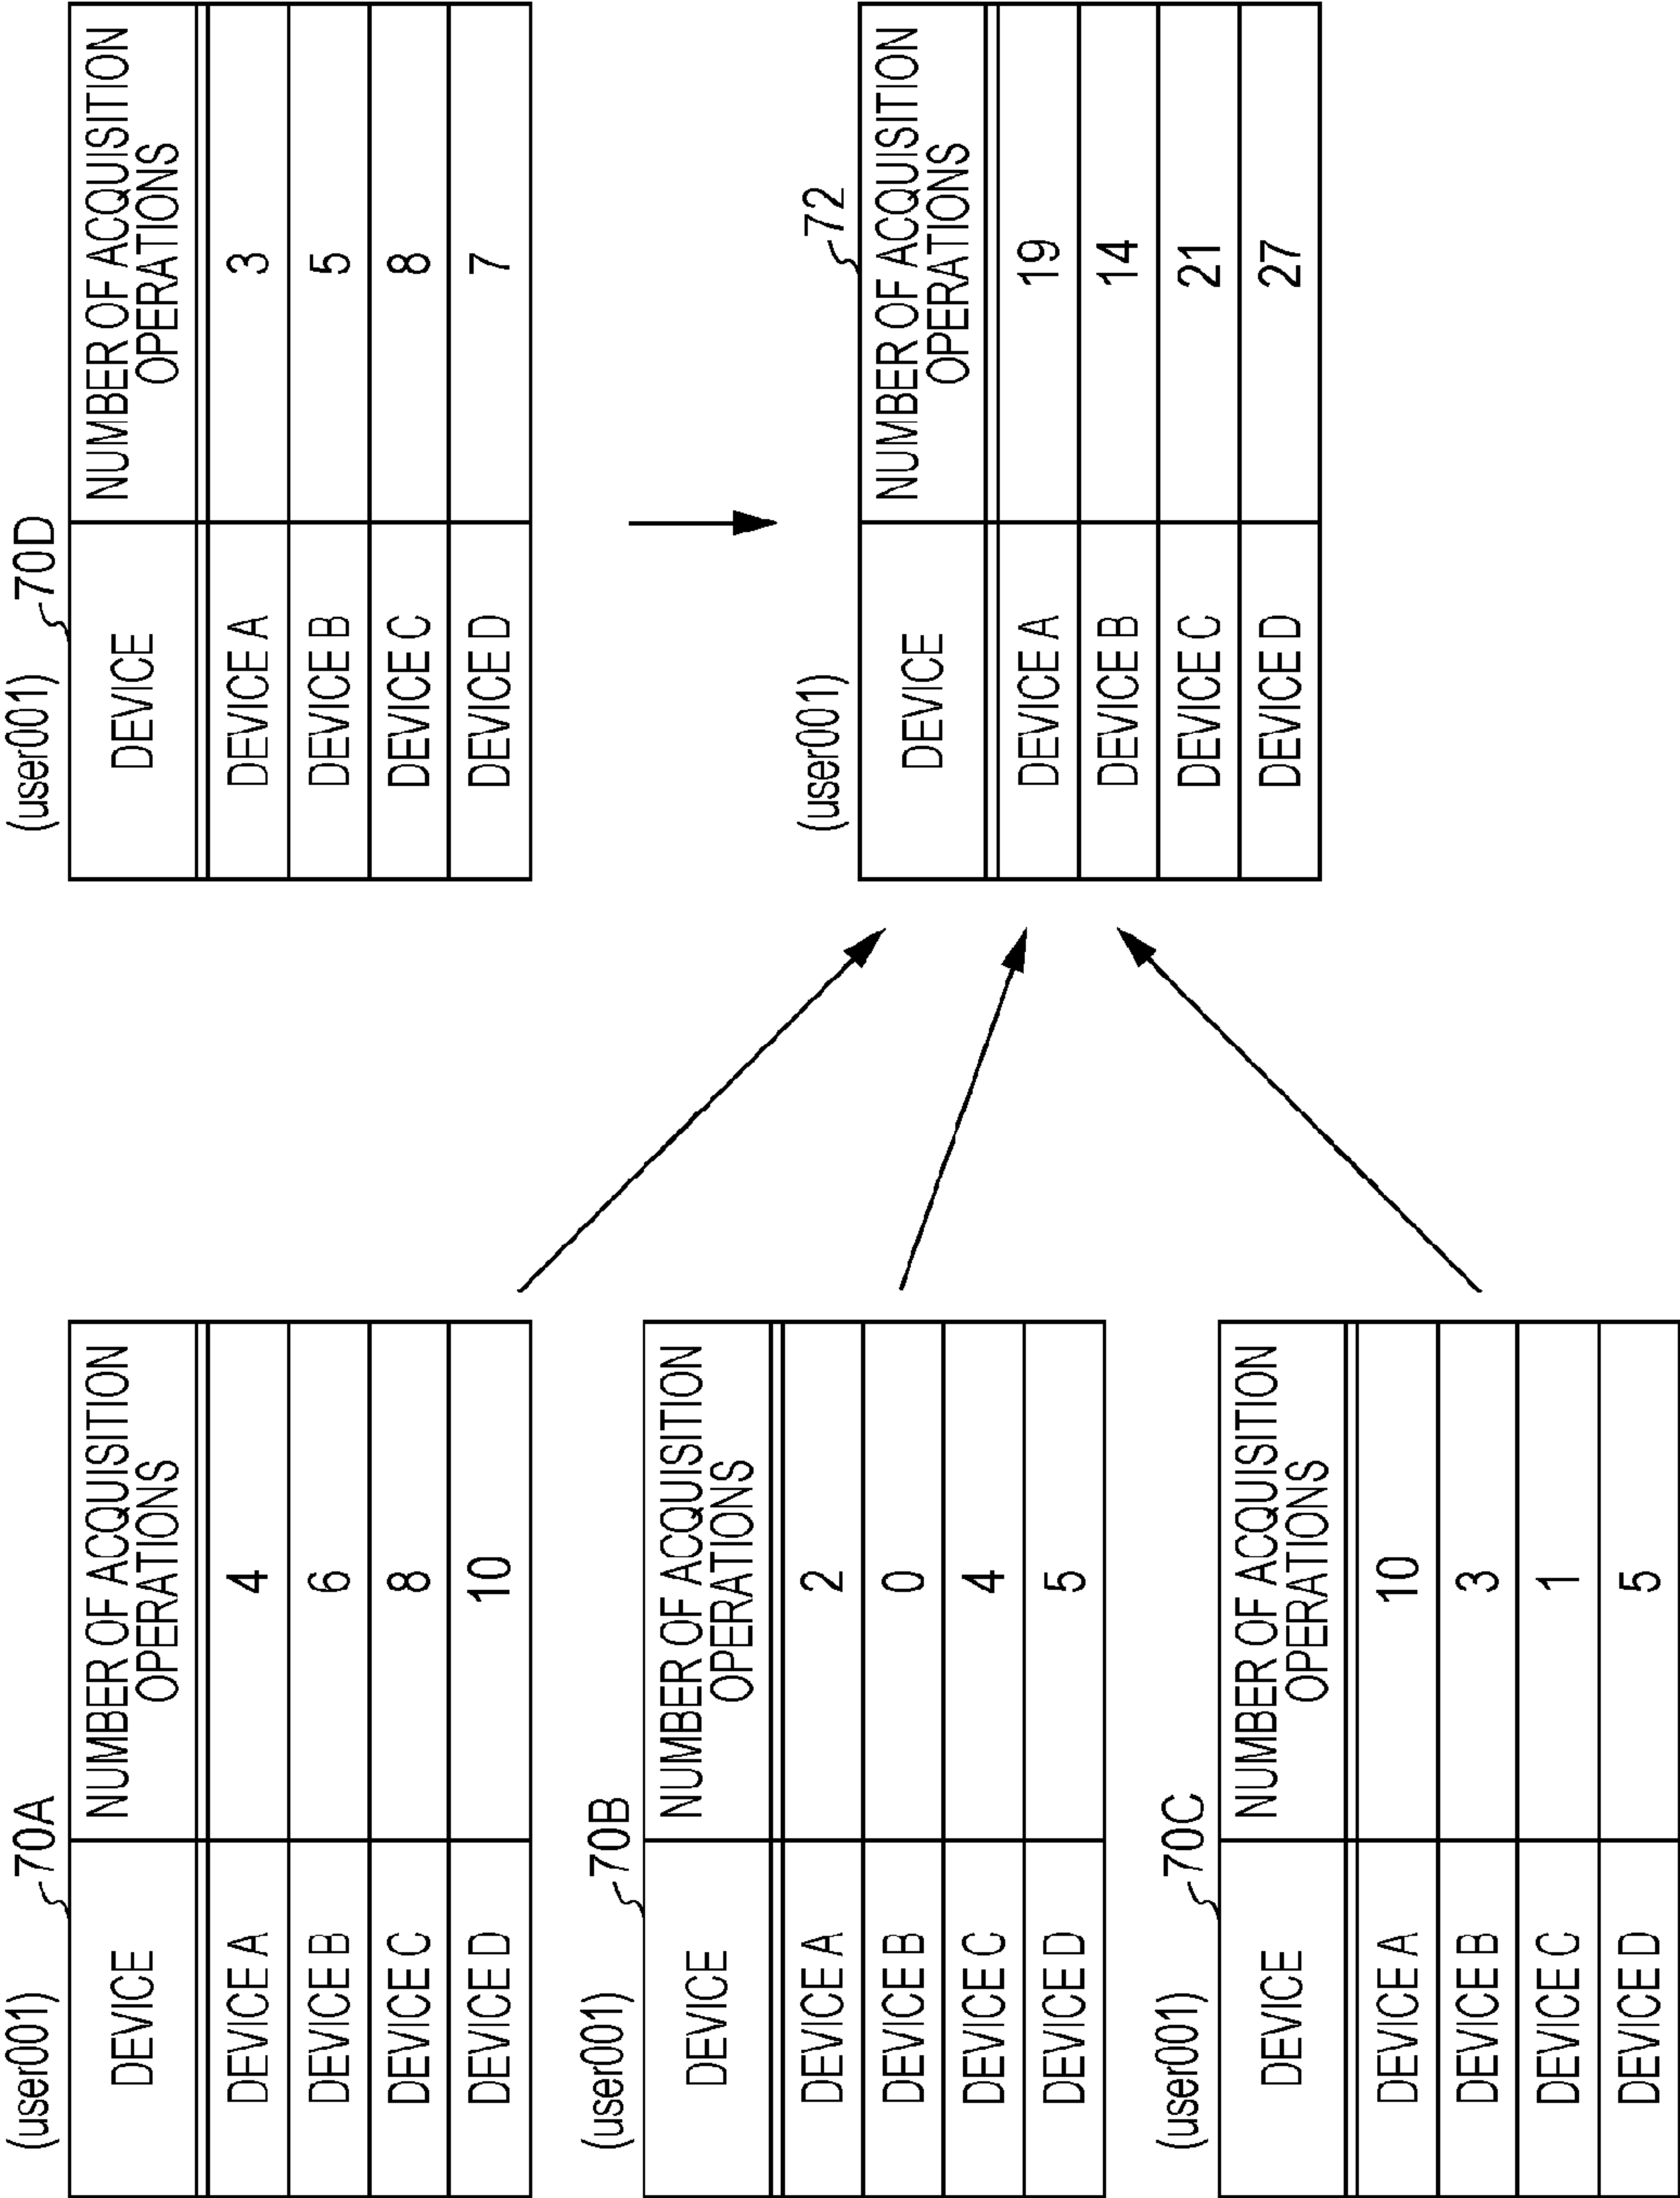 (user001) 70A
DEVICE NUMBER OF ACQUISITION
OPERATIONS
DEVICE A 4
DEVICE B 6
DEVICE C 8
DEVICE D 10
(user001) 70B
DEVICE NUMBER OF ACQUISITION
OPERATIONS
DEVICE A 2
DEVICE B 0
DEVICE C 4
DEVICE D 5
(user001) 70C
DEVICE NUMBER OF ACQUISITION
OPERATIONS
DEVICE A 10
DEVICE B 3
DEVICE C 1
DEVICE D 5
(user001) 70D
DEVICE NUMBER OF ACQUISITION
OPERATIONS
DEVICE A 3
DEVICE B 5
DEVICE C 8
DEVICE D 7
(user001) 72
DEVICE NUMBER OF ACQUISITION
OPERATIONS
DEVICE A 19
DEVICE B 14
DEVICE C 21
DEVICE D 27